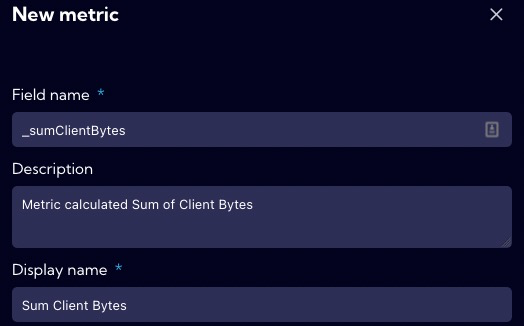 New metric
Field name *
_sumClientBytes
Description
Metric calculated Sum of Client Bytes
Display name *
Sum Client Bytes